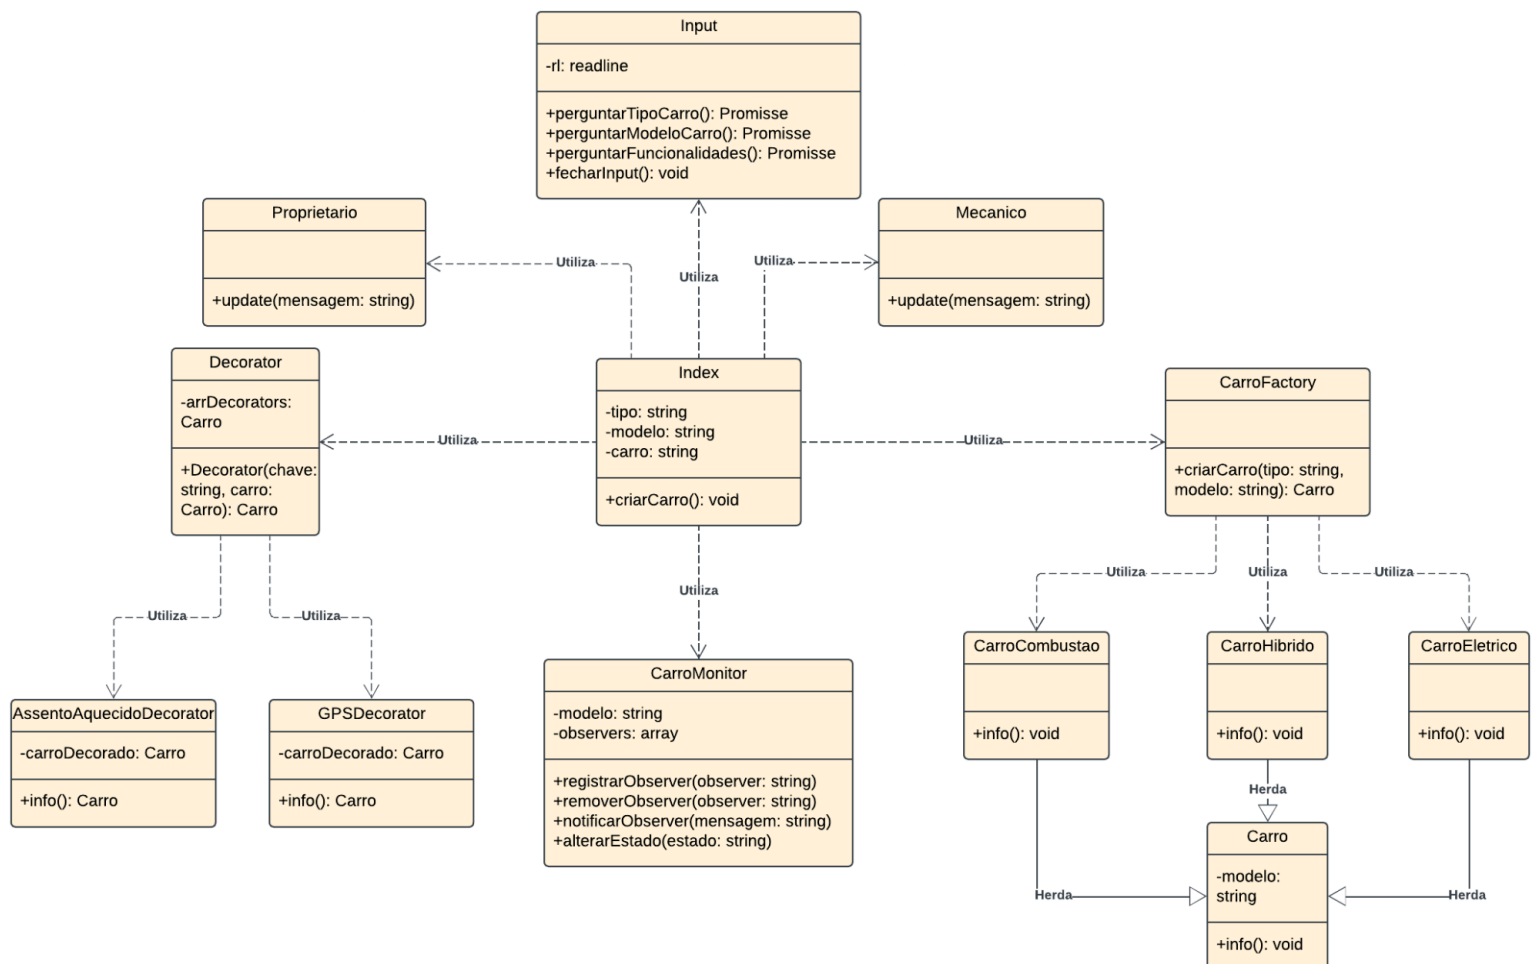 Input
-rl: readline
+perguntarTipoCarro(): Promisse
+perguntarModeloCarro(): Promisse
+perguntarFuncionalidades(): Promisse
+fecharInput(): void
Proprietario
+update(mensagem: string)
Mecanico
+update(mensagem: string)
Utiliza
Utiliza
Utiliza
Decorator
-arrDecorators:
Carro
+Decorator(chave:
string, carro:
Carro): Carro
Utiliza
Index
-tipo: string
-modelo: string
-carro: string
+criarCarro(): void
Utiliza
CarroFactory
+criarCarro(tipo: string,
modelo: string): Carro
Utiliza
Utiliza
Utiliza
Utiliza
Utiliza
Utiliza
AssentoAquecidoDecorator
-carroDecorado: Carro
+info(): Carro
GPSDecorator
-carroDecorado: Carro
+info(): Carro
CarroMonitor
-modelo: string
-observers: array
+registrarObserver(observer: string)
+removerObserver(observer: string)
+notificarObserver(mensagem: string)
+alterarEstado(estado: string)
CarroCombustao
+info(): void
CarroHibrido
+info(): void
CarroEletrico
+info(): void
Herda
Herda
Herda
Carro
-modelo:
string
+info(): void